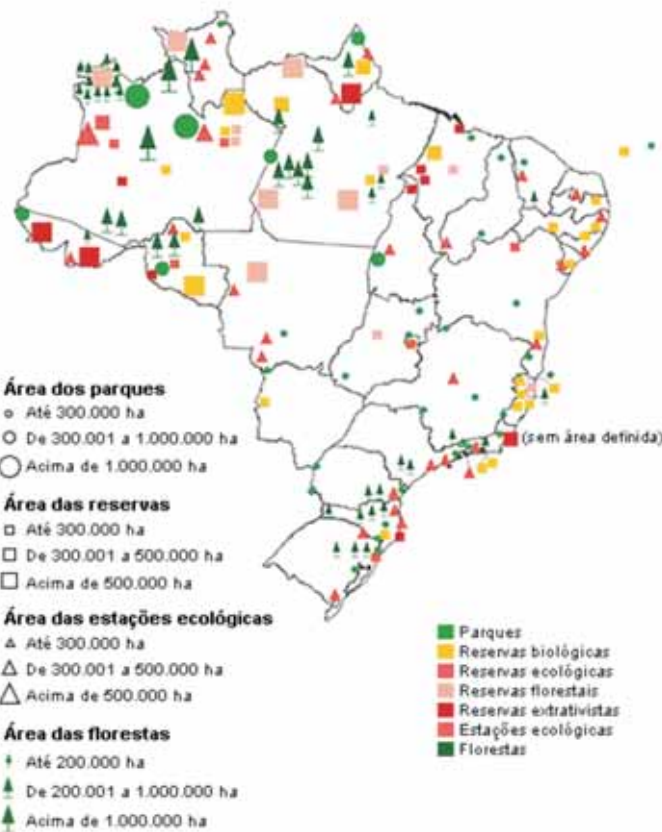 (sem área definida)
Área dos parques
Até 300.000 ha
De 300.001 a 1.000.000 ha
Acima de 1.000.000 ha
Área das reservas
Até 300.000 ha
De 300.001 a 500.000 ha
Acima de 500.000 ha
Área das estações ecológicas
Até 300.000 ha
De 300.001 a 500.000 ha
Acima de 500.000 ha
Área das florestas
Até 200.000 ha
De 200.001 a 1.000.000 ha
Acima de 1.000.000 ha
Parques
Reservas biológicas
Reservas ecológicas
Reservas florestais
Reservas extrativistas
Estações ecológicas
Florestas